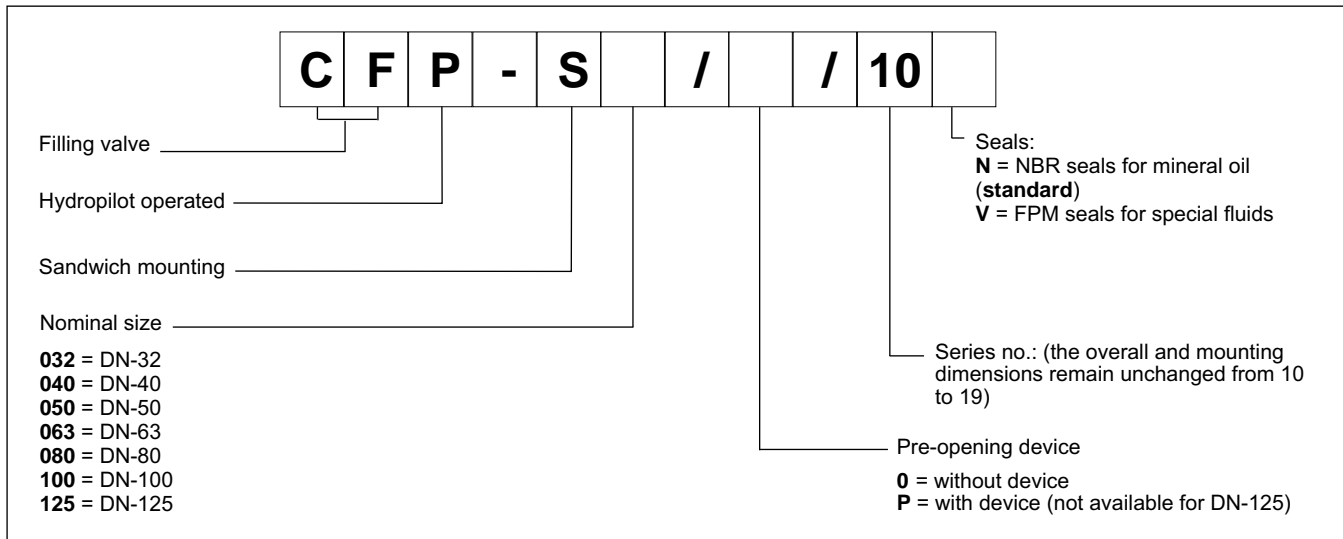 CFP-S / /10
Filling valve
Hydropilot operated
Sandwich mounting
Nominal size
032 = DN-32
040 = DN-40
050 = DN-50
063 = DN-63
080 = DN-80
100 = DN-100
125 = DN-125
Seals:
N = NBR seals for mineral oil
(standard)
V = FPM seals for special fluids
Series no.: (the overall and mounting
dimensions remain unchanged from 10
to 19)
Pre-opening device
0 = without device
P = with device (not available for DN-125)